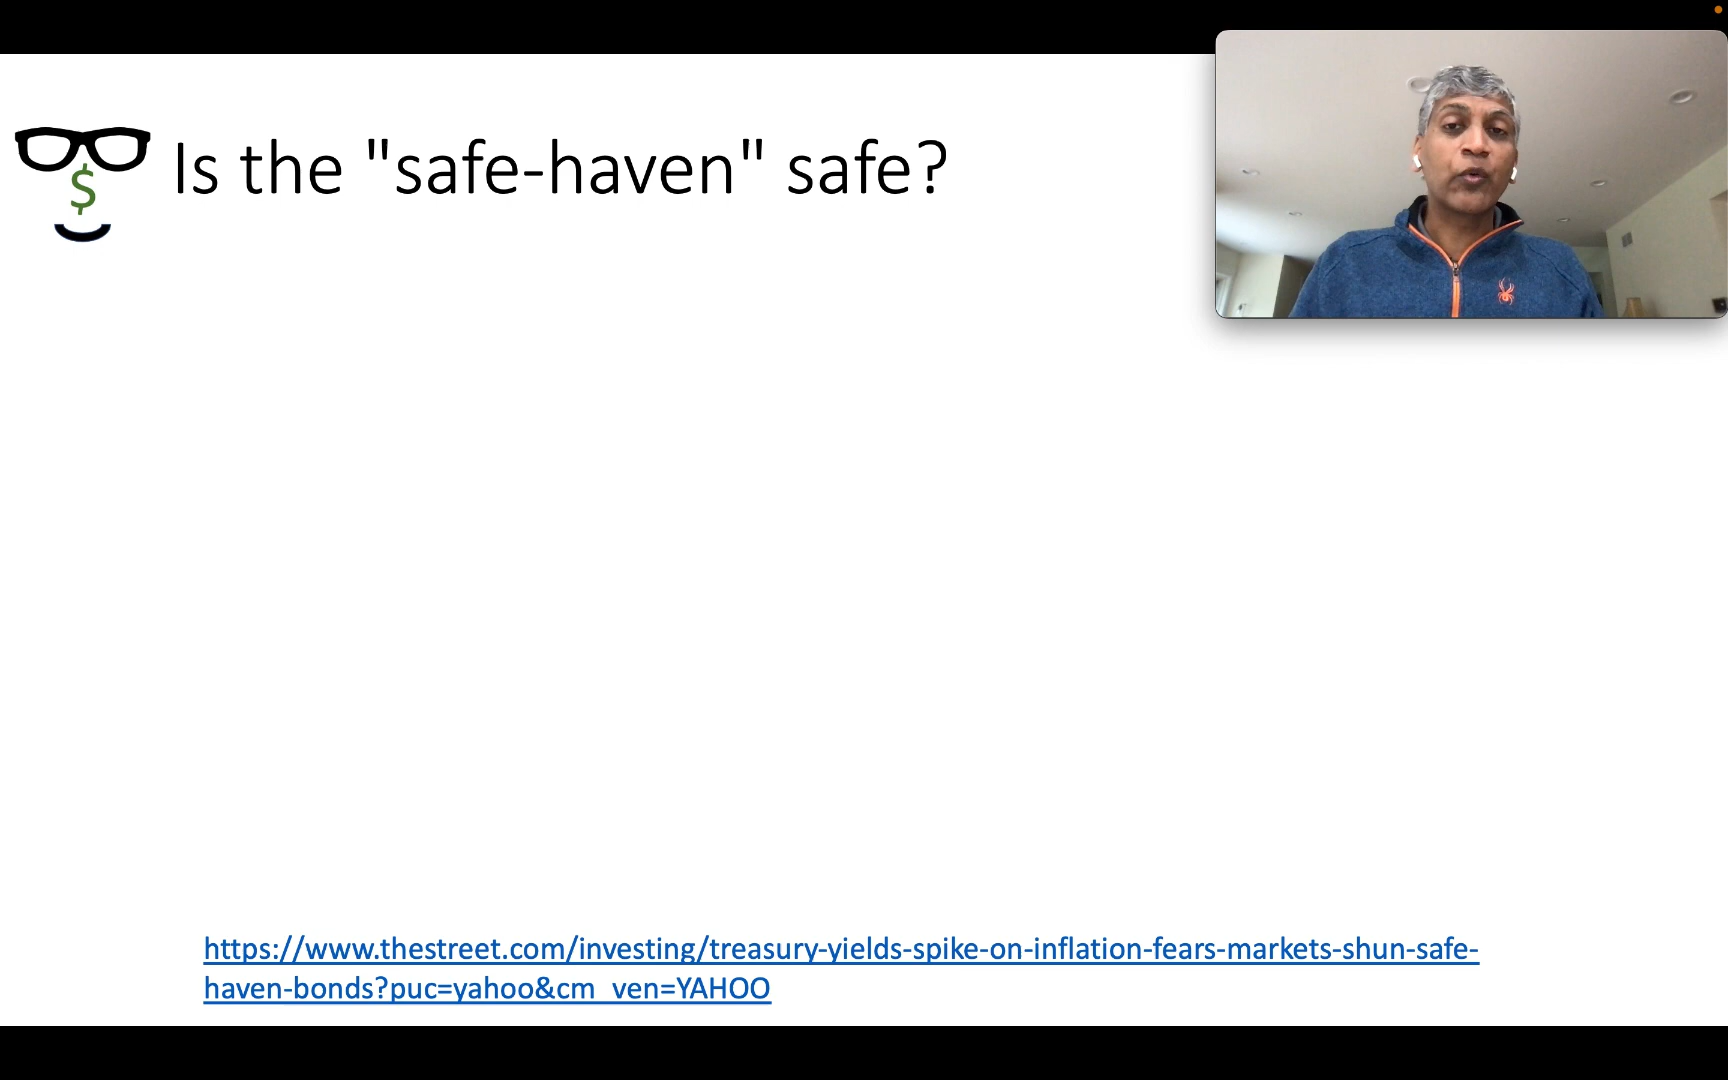 Is the "safe-haven" safe?
$
https://www.thestreet.com/investing/treasury-yields-spike-on-inflation-fears-markets-shun-safe-
haven-bonds?puc=yahoo&cm_ven=YAHOO